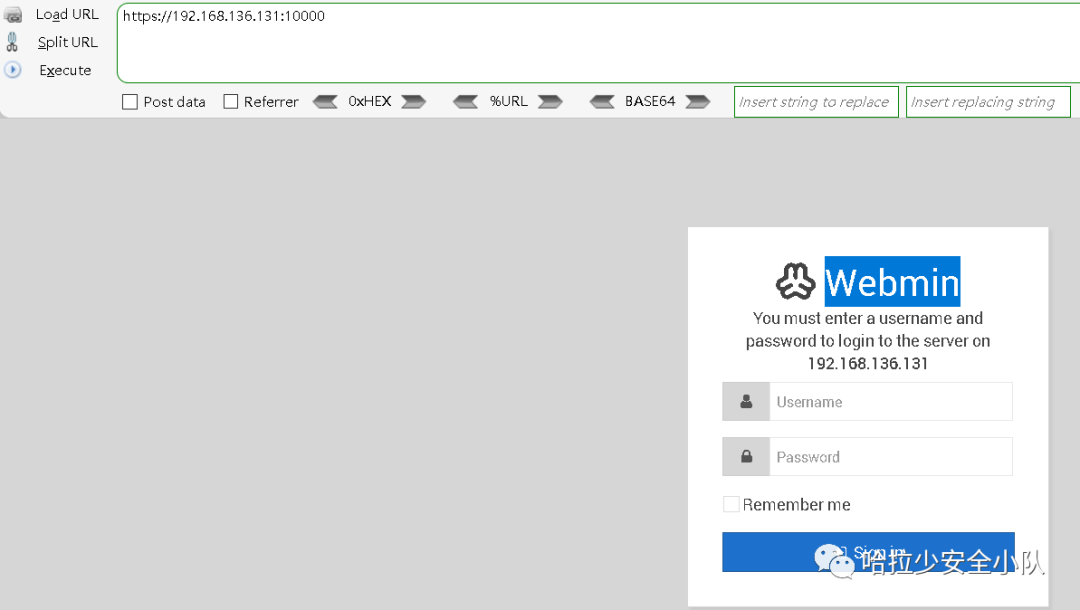 Load URL
https://192.168.136.131:10000
Split URL
Execute
Post data Referrer 0xHEX %URL BASE64 Insert string to replace Insert replacing string
Webmin
You must enter a username and
password to login to the server on
192.168.136.131
Username
Password
Remember me
Sign in
哈拉少安全小队